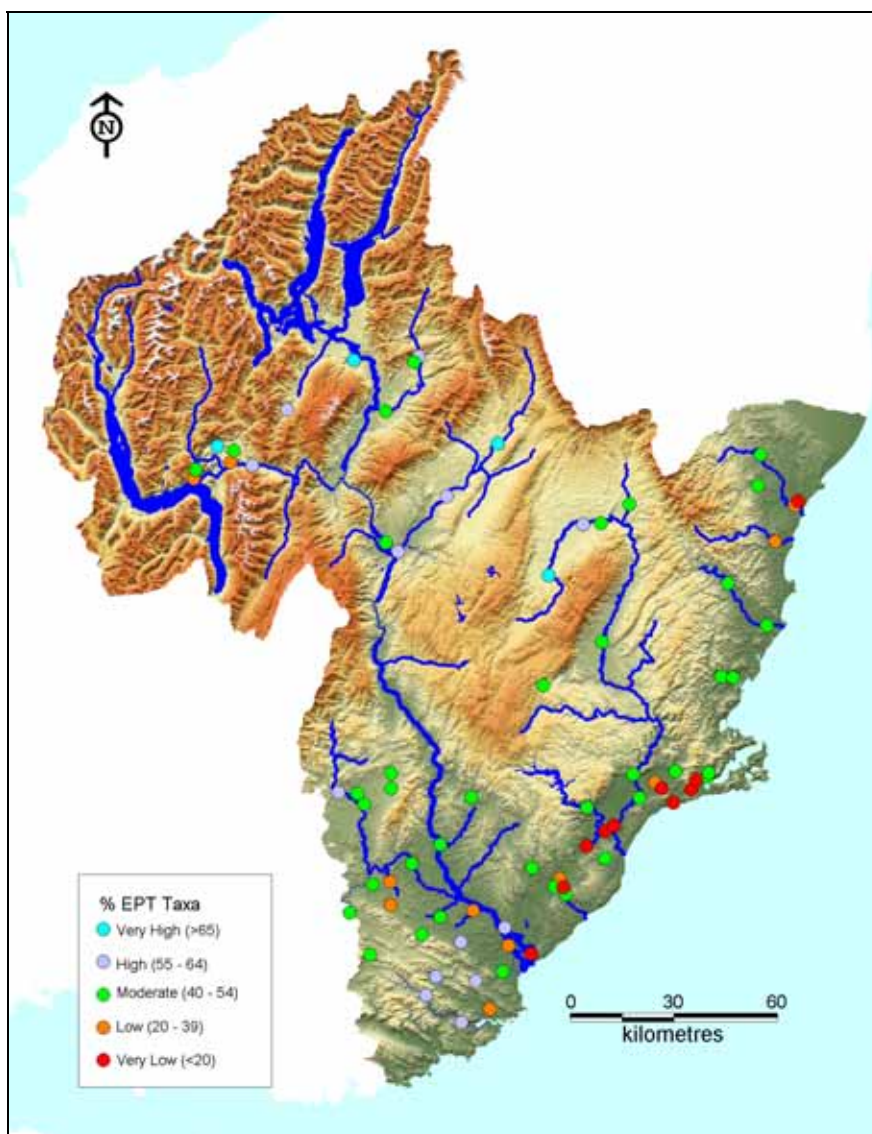 N
% EPT Taxa
Very High (>65)
High (55 - 64)
Moderate (40 - 54)
Low (20 - 39)
Very Low (<20)
0 30 60
kilometres